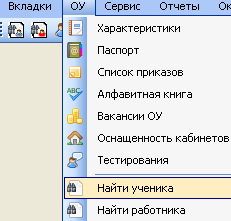 Вкладки ОУ Сервис Отчеты
Характеристики
Паспорт
Список приказов
Алфавитная книга
Вакансии ОУ
Оснащенность кабинетов
Тестирования
Найти ученика
Найти работника